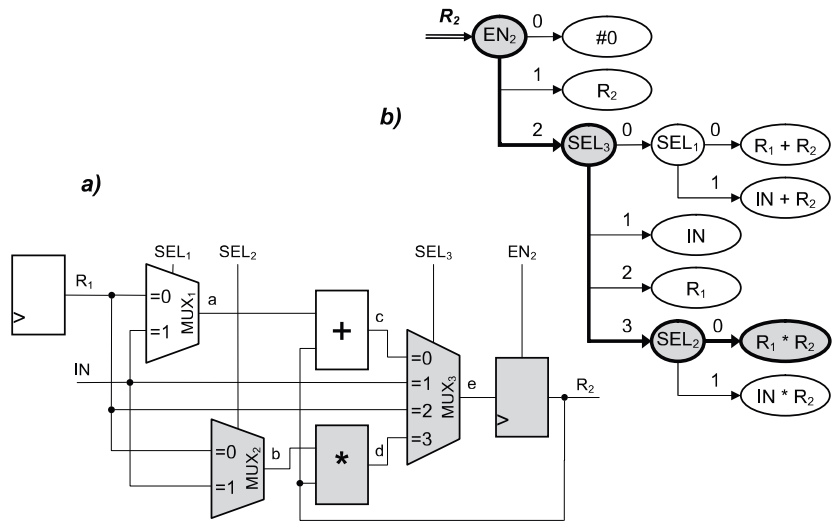 R₂
EN₂
0
#0
1
R₂
b)
2
SEL₃
0
SEL₁
0
R₁ + R₂
1
IN + R₂
a)
1
IN
2
R₁
3
SEL₂
0
R₁ * R₂
1
IN * R₂
SEL₁
SEL₂
SEL₃
EN₂
R₁
=0
=1
MUX₁
a
+
c
IN
=0
=1
=2
=3
MUX₃
e
R₂
=0
=1
MUX₂
b
*
d